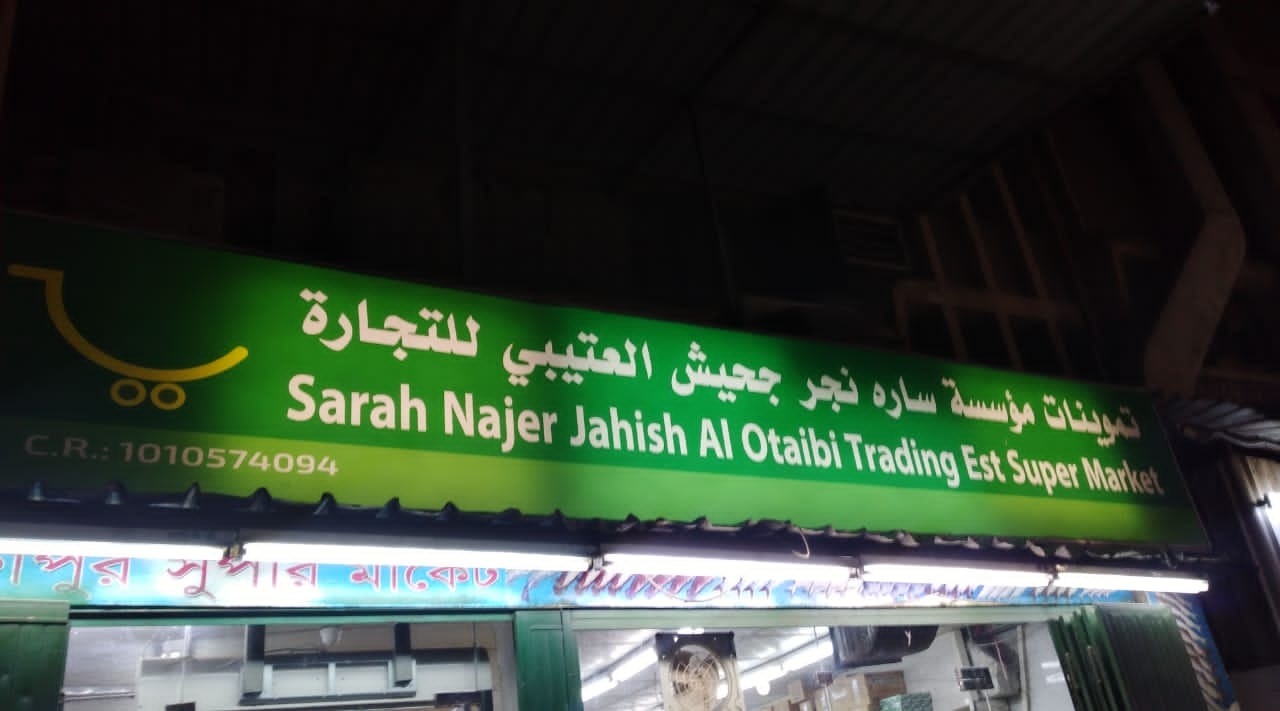 تموينات مؤسسة ساره نجر جحيش العتيبي للتجارة
Sarah Najer Jahish Al Otaibi Trading Est Super Market
C.R.: 1010574094
সুপার মার্কেট